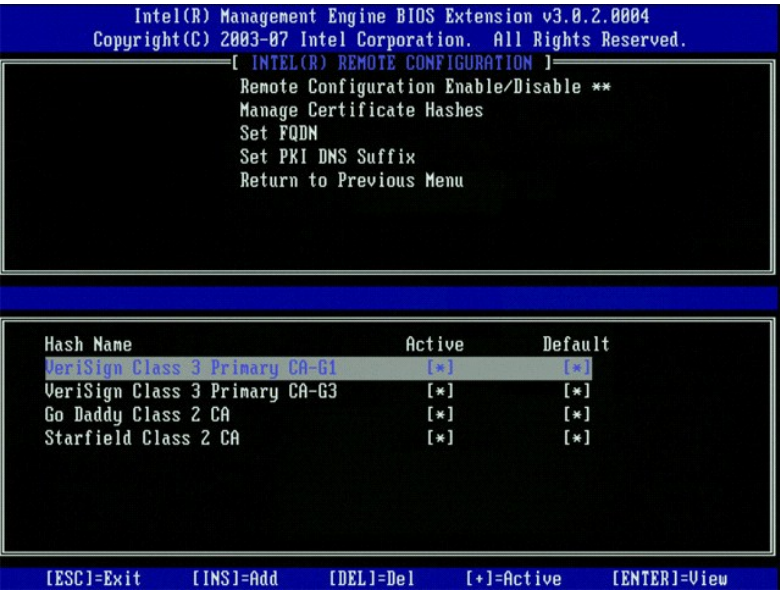 Intel(R) Management Engine BIOS Extension v3.0.2.0004
Copyright(C) 2003-07 Intel Corporation.  All Rights Reserved.
[ INTEL(R) REMOTE CONFIGURATION ]
Remote Configuration Enable/Disable **
Manage Certificate Hashes
Set FQDN
Set PKI DNS Suffix
Return to Previous Menu
Hash Name Active Default
VeriSign Class 3 Primary CA-G1 [*] [*]
VeriSign Class 3 Primary CA-G3 [*] [*]
Go Daddy Class 2 CA [*] [*]
Starfield Class 2 CA [*] [*]
[ESC]=Exit [INS]=Add [DEL]=Del [+]=Active [ENTER]=View